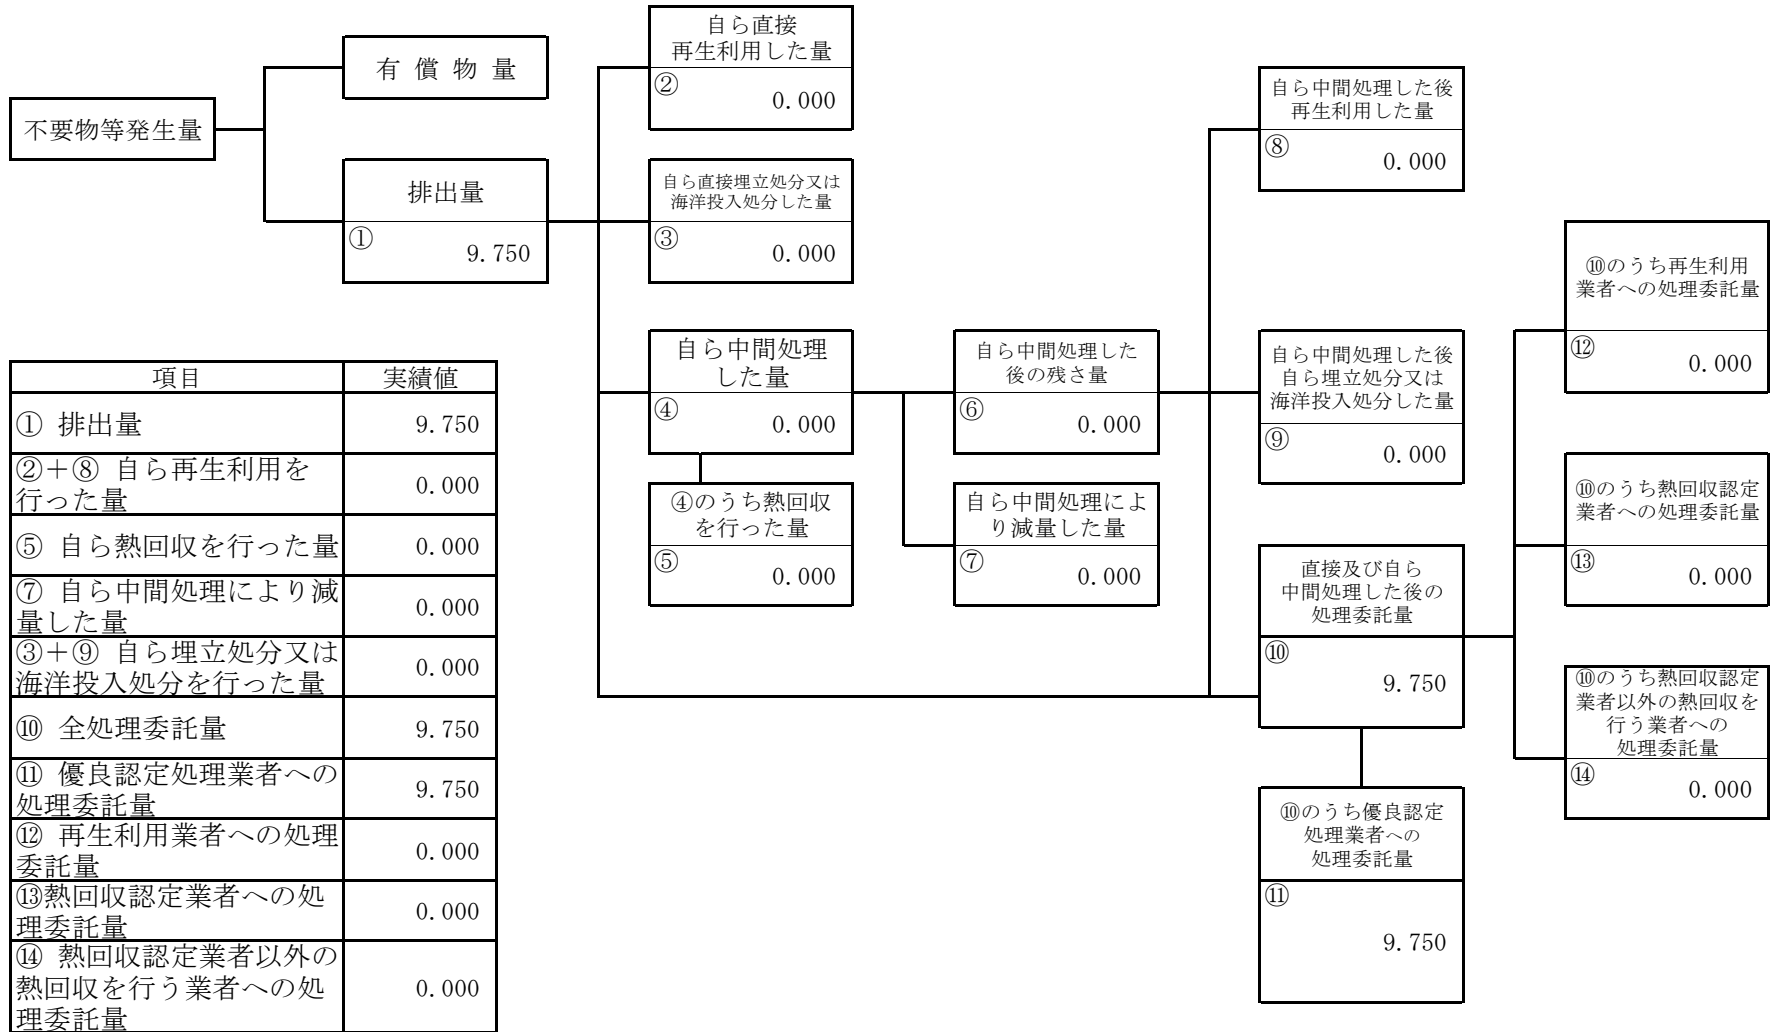 不要物等発生量
有 償 物 量
排出量
①
9.750
自ら直接
再生利用した量
②
0.000
自ら直接埋立処分又は
海洋投入処分した量
③
0.000
自ら中間処理
した量
④
0.000
④のうち熱回収
を行った量
⑤
0.000
自ら中間処理した
後の残さ量
⑥
0.000
自ら中間処理によ
り減量した量
⑦
0.000
自ら中間処理した後
再生利用した量
⑧
0.000
自ら中間処理した後
自ら埋立処分又は
海洋投入処分した量
⑨
0.000
直接及び自ら
中間処理した後の
処理委託量
⑩
9.750
⑩のうち優良認定
処理業者への
処理委託量
⑪
9.750
⑩のうち再生利用
業者への処理委託量
⑫
0.000
⑩のうち熱回収認定
業者への処理委託量
⑬
0.000
⑩のうち熱回収認定
業者以外の熱回収を
行う業者への
処理委託量
⑭
0.000
項目 実績値
① 排出量 9.750
②＋⑧ 自ら再生利用を
行った量 0.000
⑤ 自ら熱回収を行った量 0.000
⑦ 自ら中間処理により減
量した量 0.000
③＋⑨ 自ら埋立処分又は
海洋投入処分を行った量 0.000
⑩ 全処理委託量 9.750
⑪ 優良認定処理業者への
処理委託量 9.750
⑫ 再生利用業者への処理
委託量 0.000
⑬熱回収認定業者への処
理委託量 0.000
⑭ 熱回収認定業者以外の
熱回収を行う業者への処
理委託量 0.000